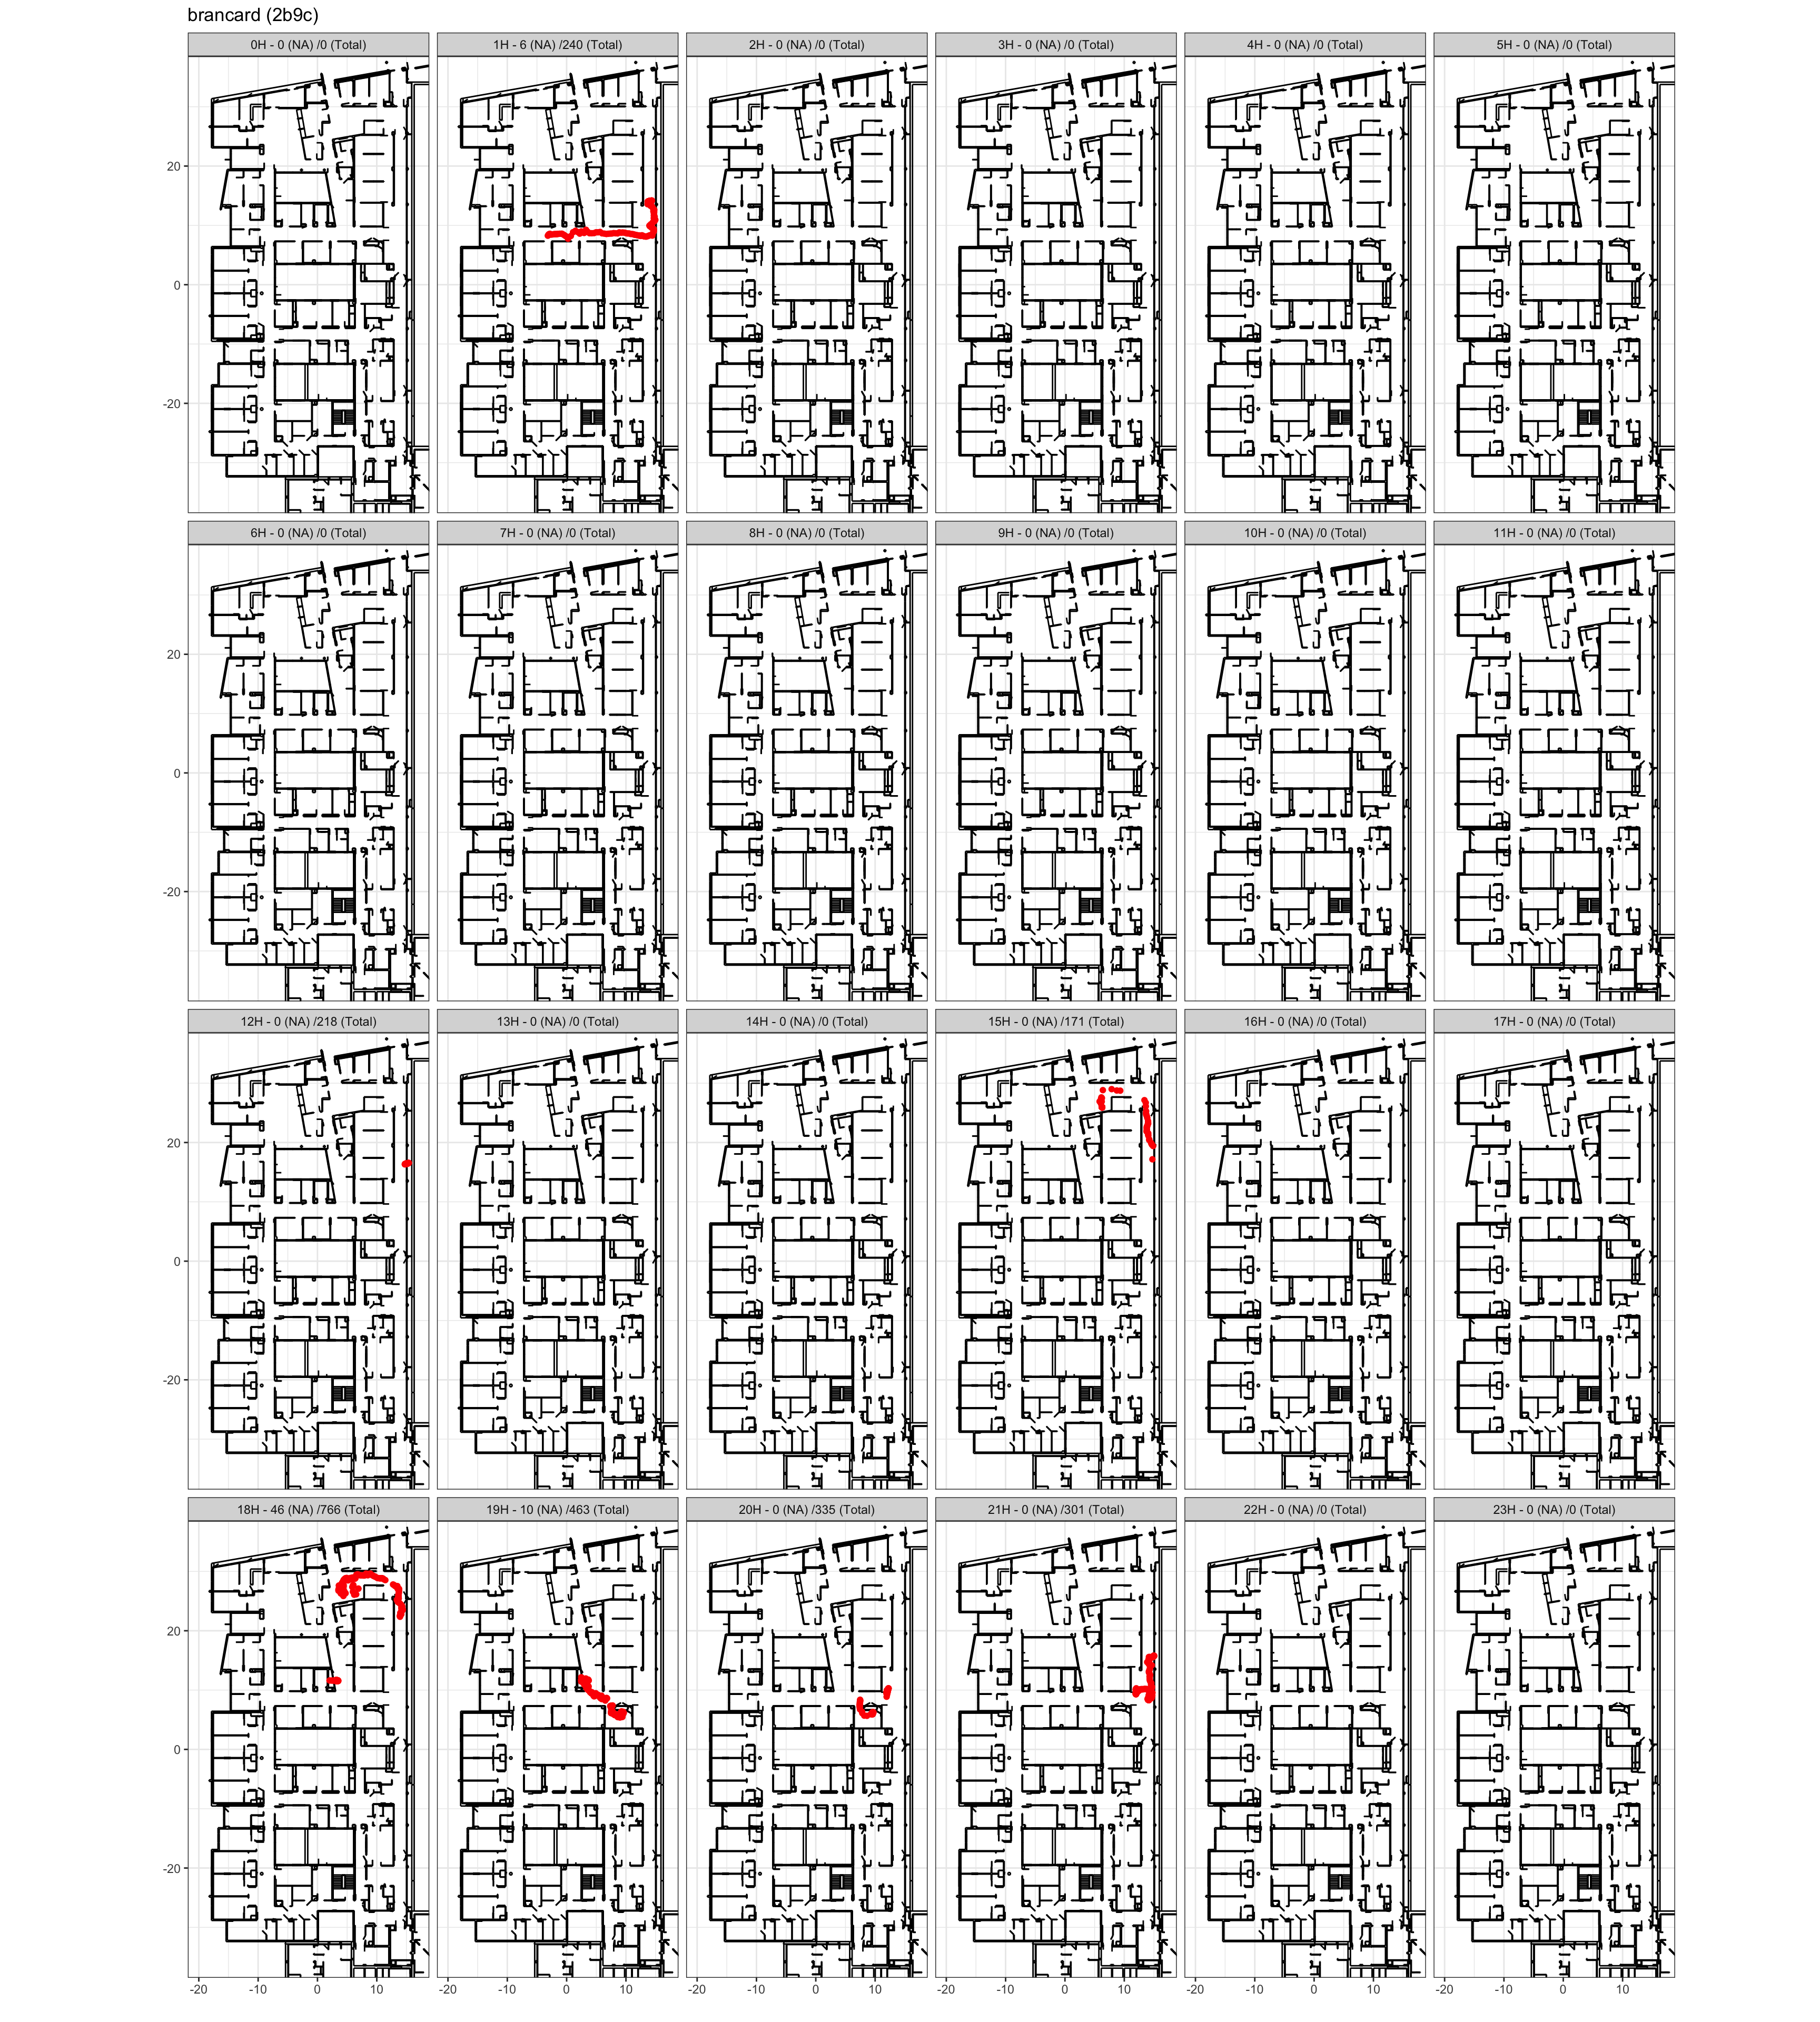 brancard (2b9c)
0H - 0 (NA) /0 (Total) 1H - 6 (NA) /240 (Total) 2H - 0 (NA) /0 (Total) 3H - 0 (NA) /0 (Total) 4H - 0 (NA) /0 (Total) 5H - 0 (NA) /0 (Total)
20
0
-20
6H - 0 (NA) /0 (Total) 7H - 0 (NA) /0 (Total) 8H - 0 (NA) /0 (Total) 9H - 0 (NA) /0 (Total) 10H - 0 (NA) /0 (Total) 11H - 0 (NA) /0 (Total)
20
0
-20
12H - 0 (NA) /218 (Total) 13H - 0 (NA) /0 (Total) 14H - 0 (NA) /0 (Total) 15H - 0 (NA) /171 (Total) 16H - 0 (NA) /0 (Total) 17H - 0 (NA) /0 (Total)
20
0
-20
18H - 46 (NA) /766 (Total) 19H - 10 (NA) /463 (Total) 20H - 0 (NA) /335 (Total) 21H - 0 (NA) /301 (Total) 22H - 0 (NA) /0 (Total) 23H - 0 (NA) /0 (Total)
20
0
-20
-20 -10 0 10 -20 -10 0 10 -20 -10 0 10 -20 -10 0 10 -20 -10 0 10 -20 -10 0 10